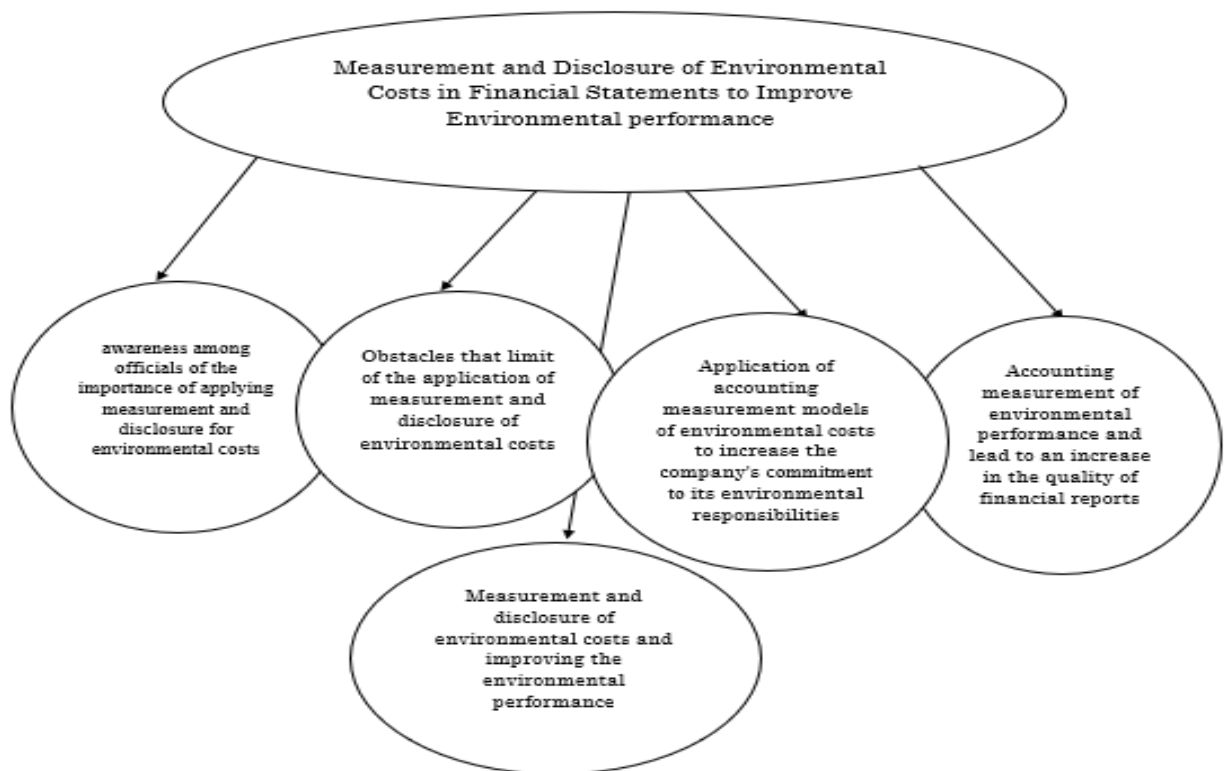 Measurement and Disclosure of Environmental
Costs in Financial Statements to Improve
Environmental performance
awareness among
officials of the
importance of applying
measurement and
disclosure for
environmental costs
Obstacles that limit
of the application of
measurement and
disclosure of
environmental costs
Application of
accounting
measurement models
of environmental costs
to increase the
company's commitment
to its environmental
responsibilities
Accounting
measurement of
environmental
performance and
lead to an increase
in the quality of
financial reports
Measurement and
disclosure of
environmental costs and
improving the
environmental
performance